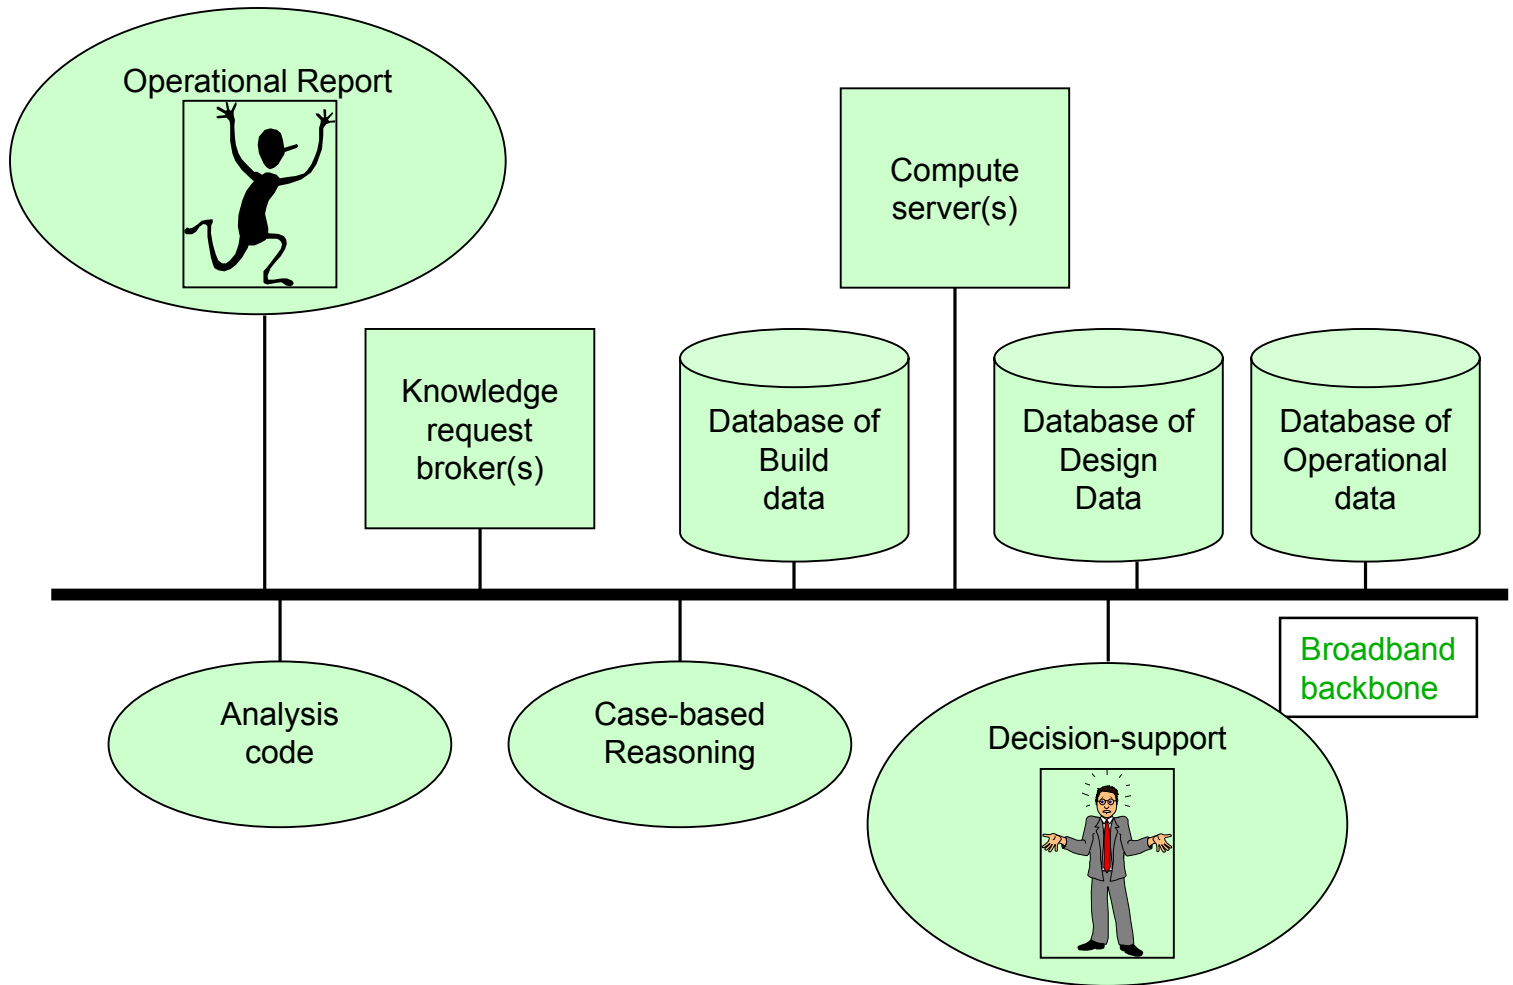 Operational Report
Compute
server(s)
Knowledge
request
broker(s)
Database of
Build
data
Database of
Design
Data
Database of
Operational
data
Broadband
backbone
Analysis
code
Case-based
Reasoning
Decision-support